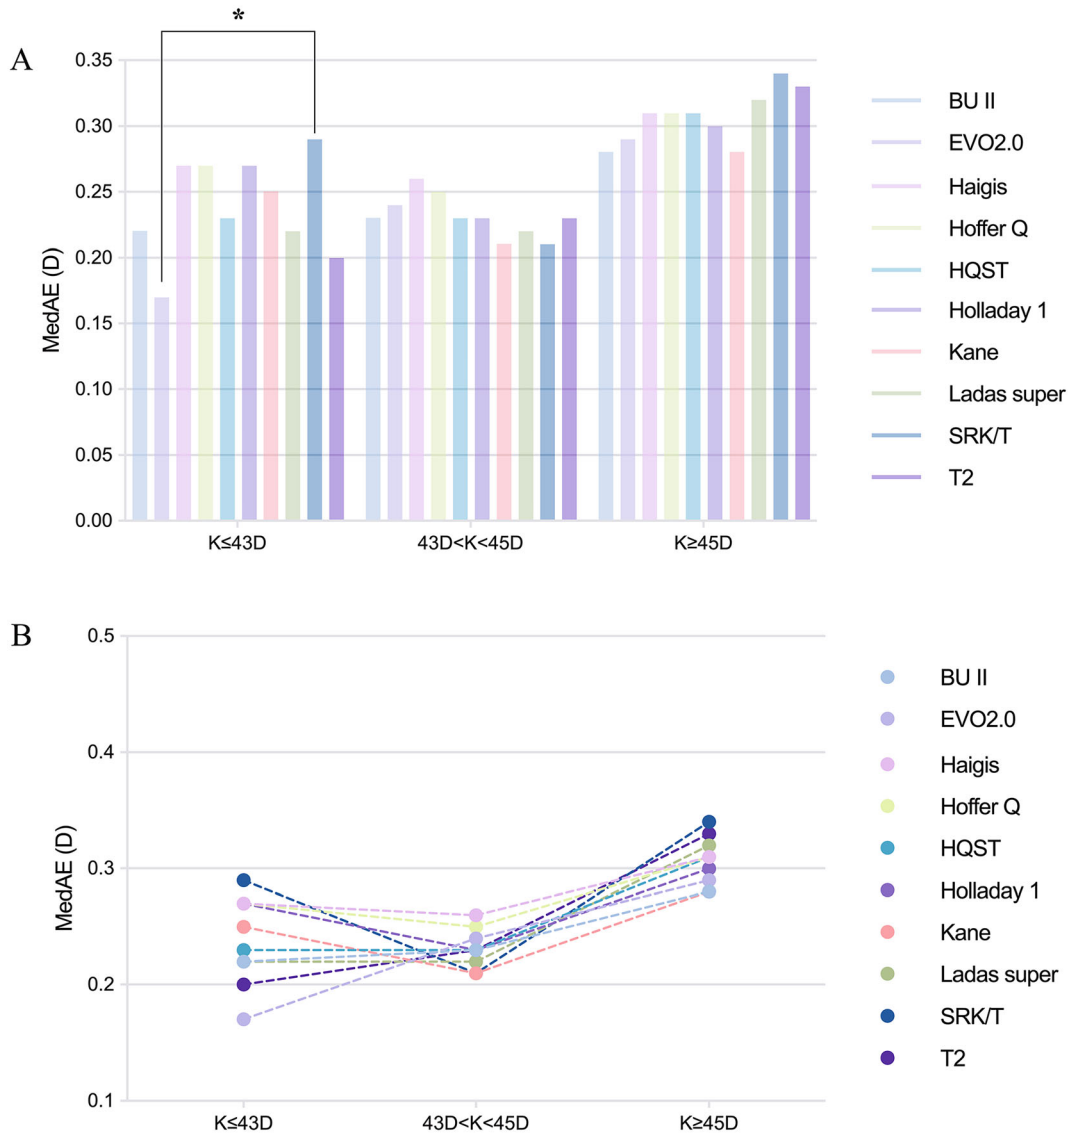 *
A
MedAE (D)
0.35
0.30
0.25
0.20
0.15
0.10
0.05
0.00
K≤43D
43D<K<45D
K≥45D
BU II
EVO2.0
Haigis
Hoffer Q
HQST
Holladay 1
Kane
Ladas super
SRK/T
T2
B
MedAE (D)
0.5
0.4
0.3
0.2
0.1
K≤43D
43D<K<45D
K≥45D
BU II
EVO2.0
Haigis
Hoffer Q
HQST
Holladay 1
Kane
Ladas super
SRK/T
T2